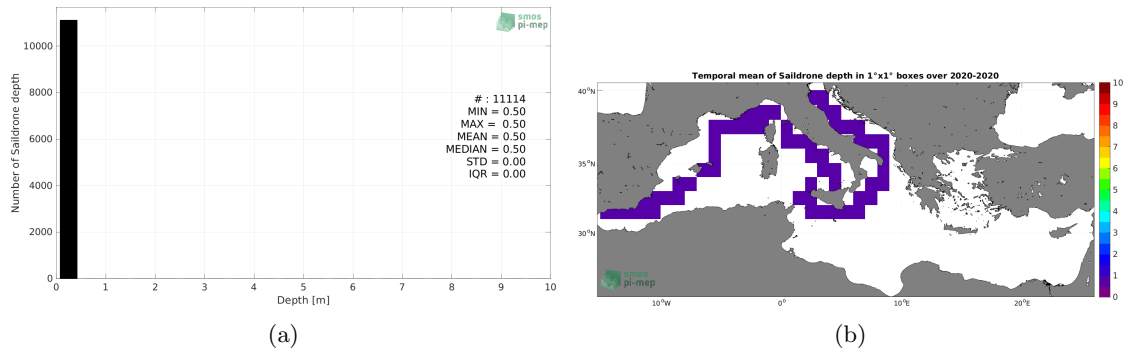 smos
pi-mep
Number of Saildrone depth
10000
8000
6000
4000
2000
0
# : 11114
MIN = 0.50
MAX = 0.50
MEAN = 0.50
MEDIAN = 0.50
STD = 0.00
IQR = 0.00
0 1 2 3 4 5 6 7 8 9 10
Depth [m]
(a)
Temporal mean of Saildrone depth in 1°x1° boxes over 2020-2020
40°N
35°N
30°N
10°W 0° 10°E 20°E
10
9
8
7
6
5
4
3
2
1
0
smos
pi-mep
(b)